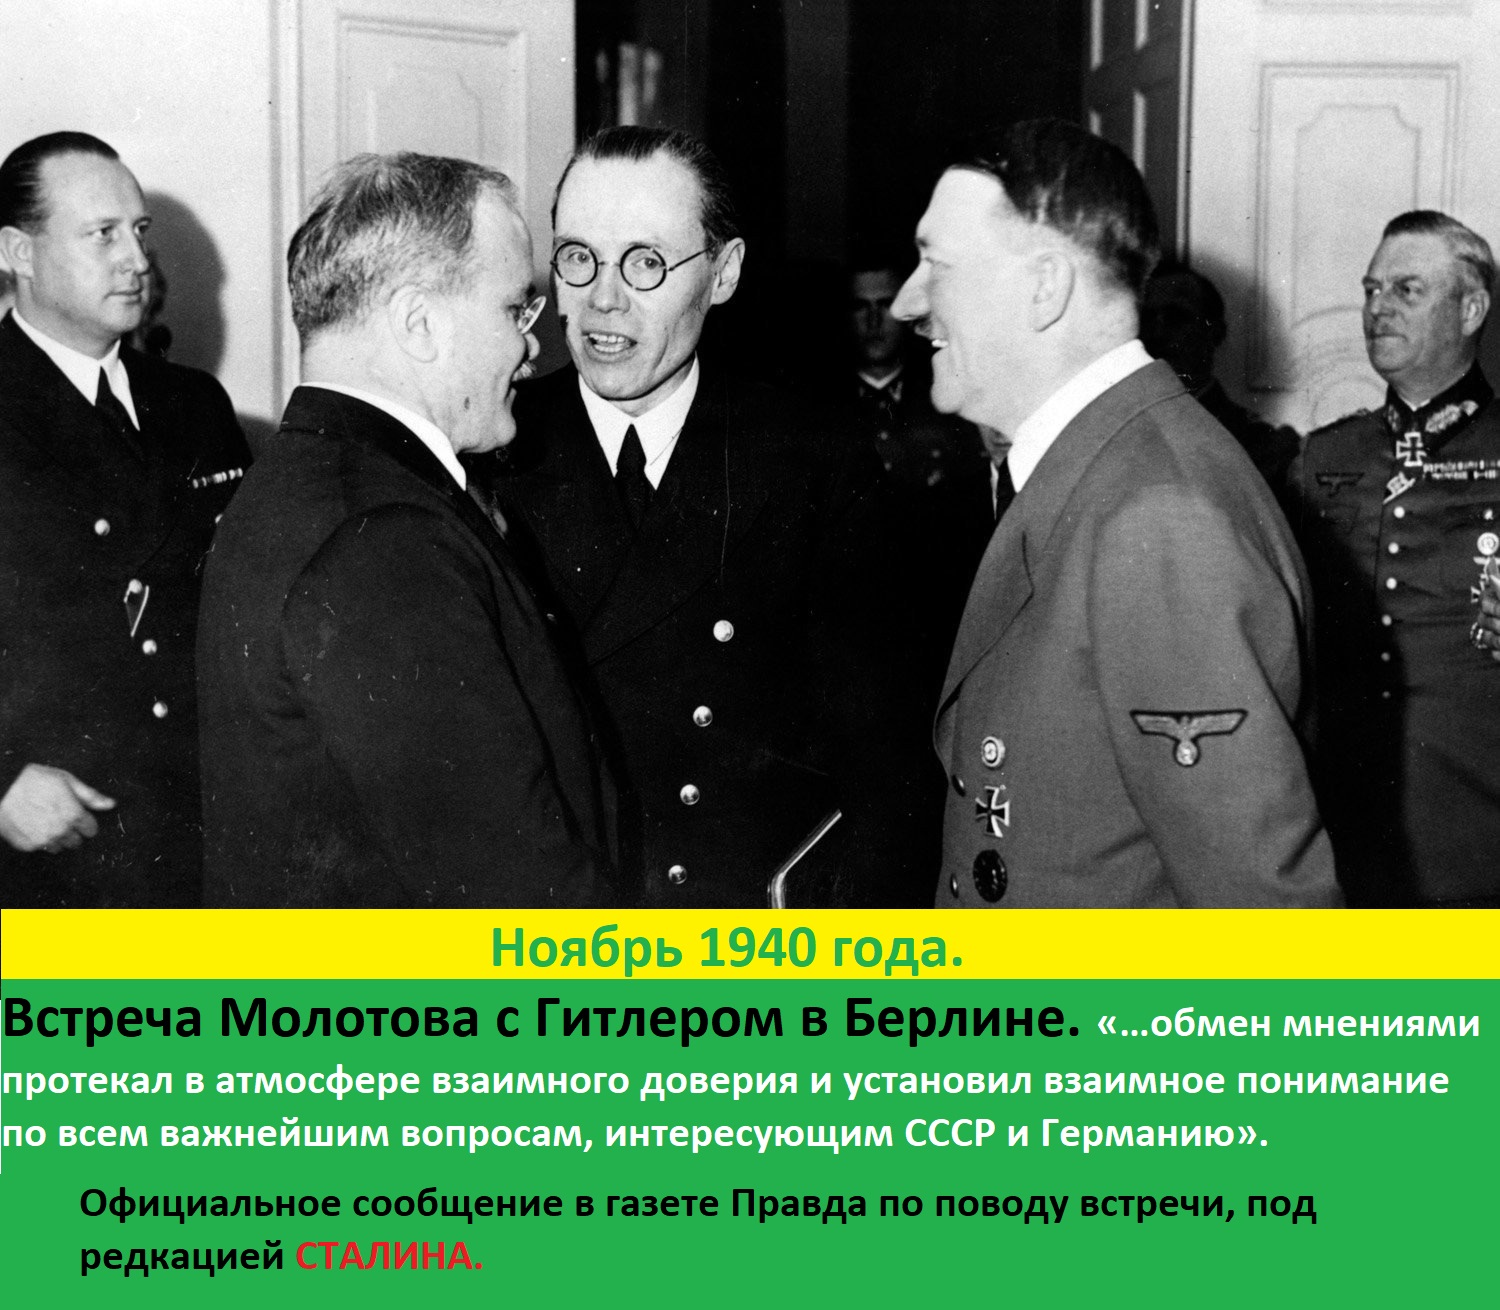 Ноябрь 1940 года.
Встреча Молотова с Гитлером в Берлине. «...обмен мнениями
протекал в атмосфере взаимного доверия и установил взаимное понимание
по всем важнейшим вопросам, интересующим СССР и Германию».
Официальное сообщение в газете Правда по поводу встречи, под
редкацией СТАЛИНА.